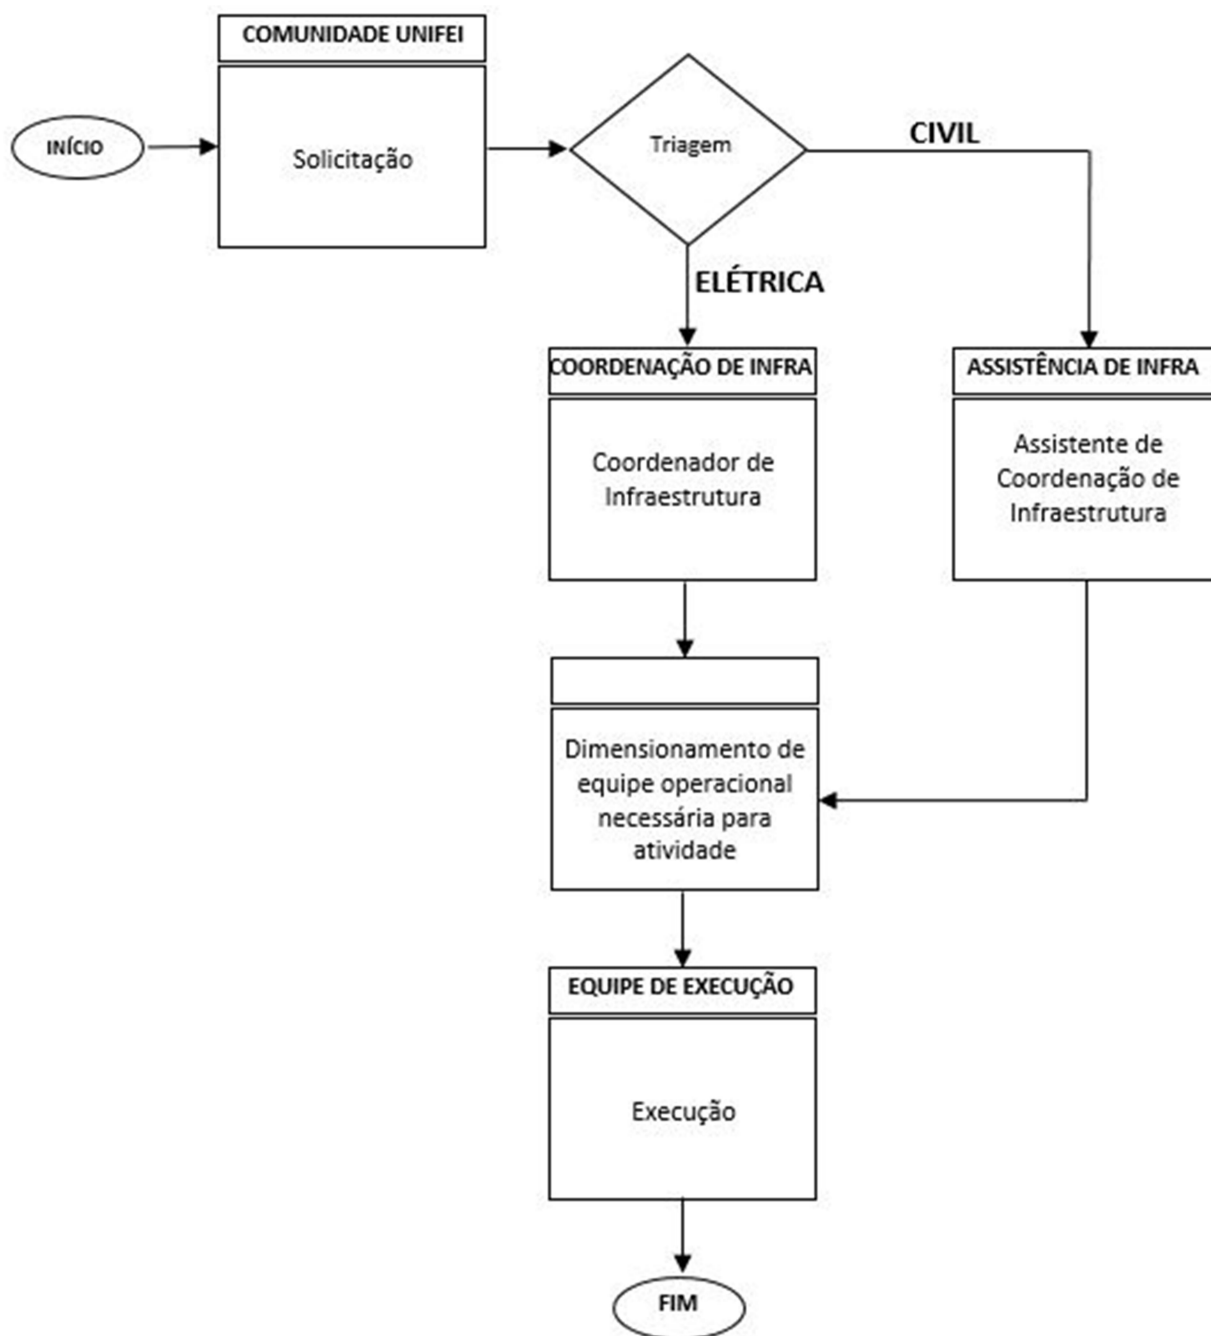 COMUNIDADE UNIFEI
INÍCIO
Solicitação
Triagem
CIVIL
ELÉTRICA
COORDENAÇÃO DE INFRA
ASSISTÊNCIA DE INFRA
Coordenador de
Infraestrutura
Assistente de
Coordenação de
Infraestrutura
Dimensionamento de
equipe operacional
necessária para
atividade
EQUIPE DE EXECUÇÃO
Execução
FIM